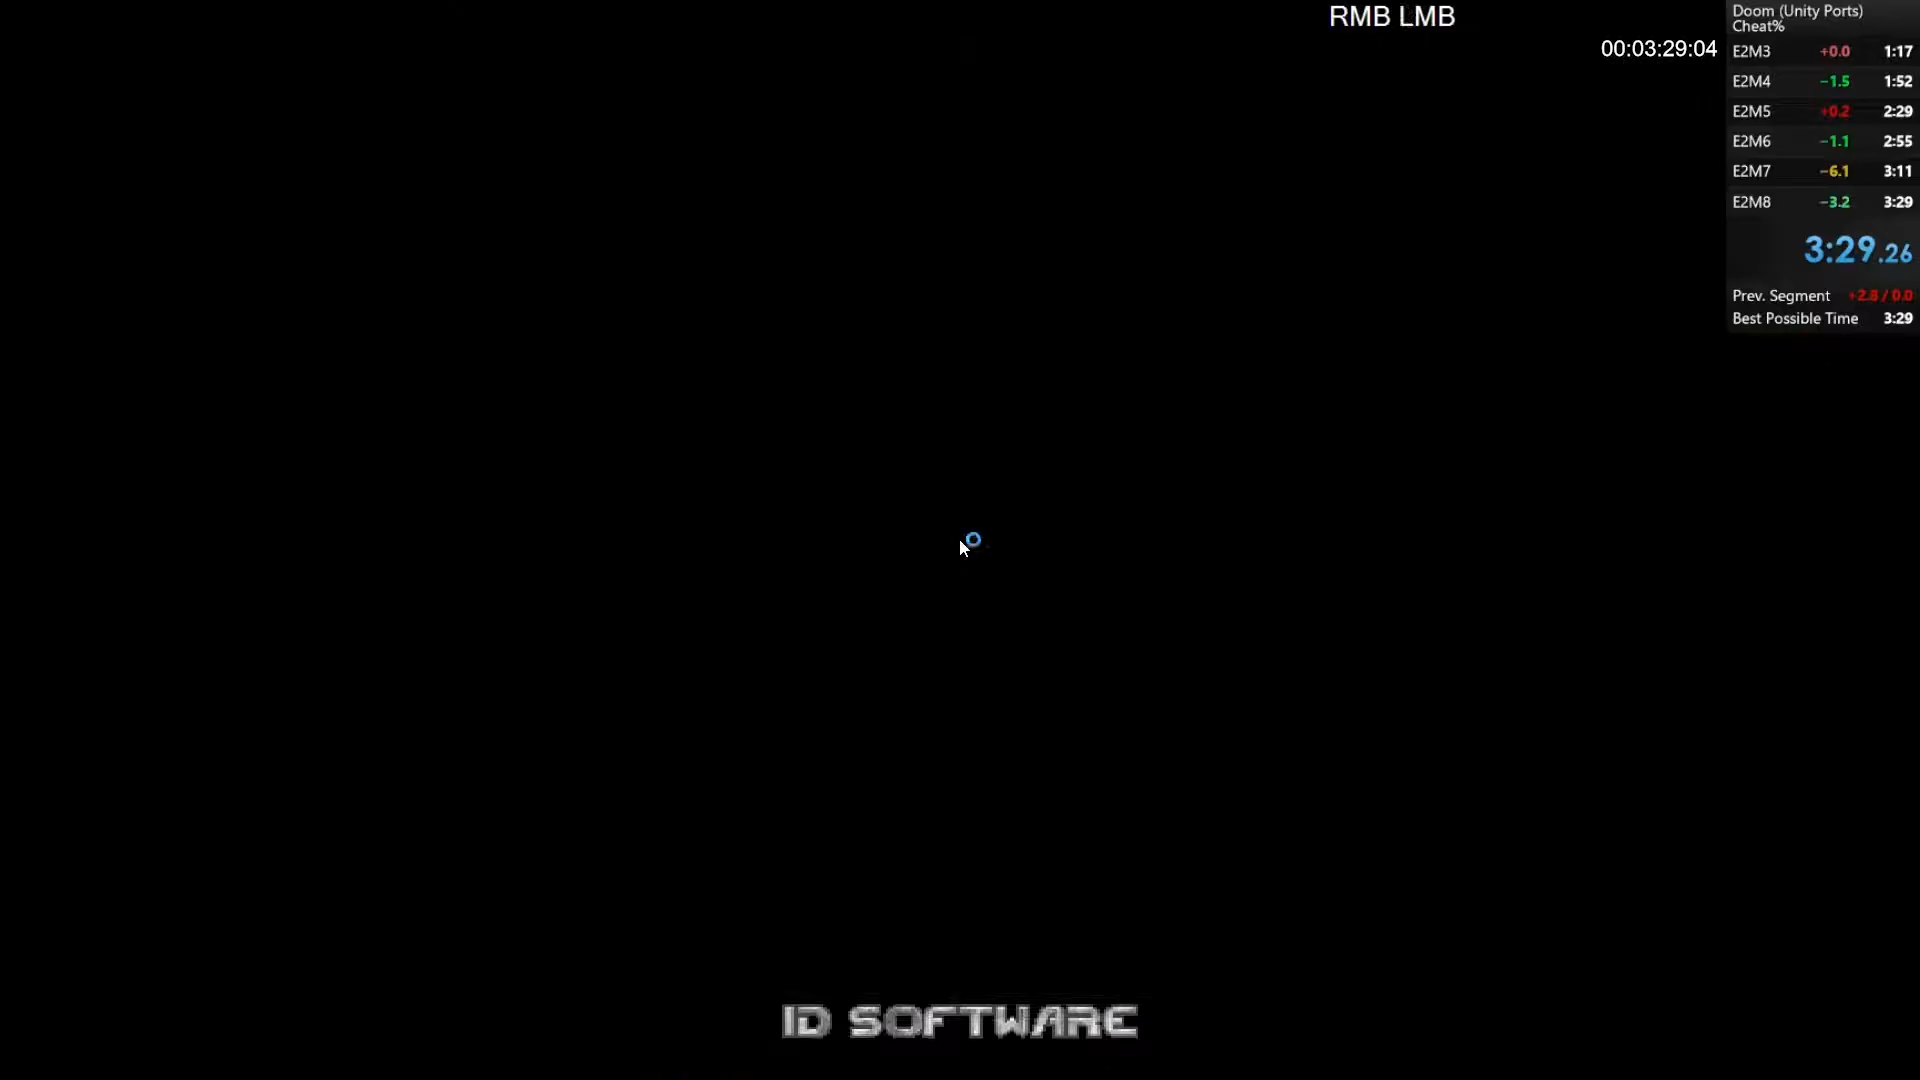 RMB LMB
00:03:29:04
Doom (Unity Ports)
Cheat%
E2M3 +0.0 1:17
E2M4 −1.5 1:52
E2M5 +0.2 2:29
E2M6 −1.1 2:55
E2M7 −6.1 3:11
E2M8 −3.2 3:29
3:29.26
Prev. Segment +2.8 / 0.0
Best Possible Time 3:29
ID SOFTWARE